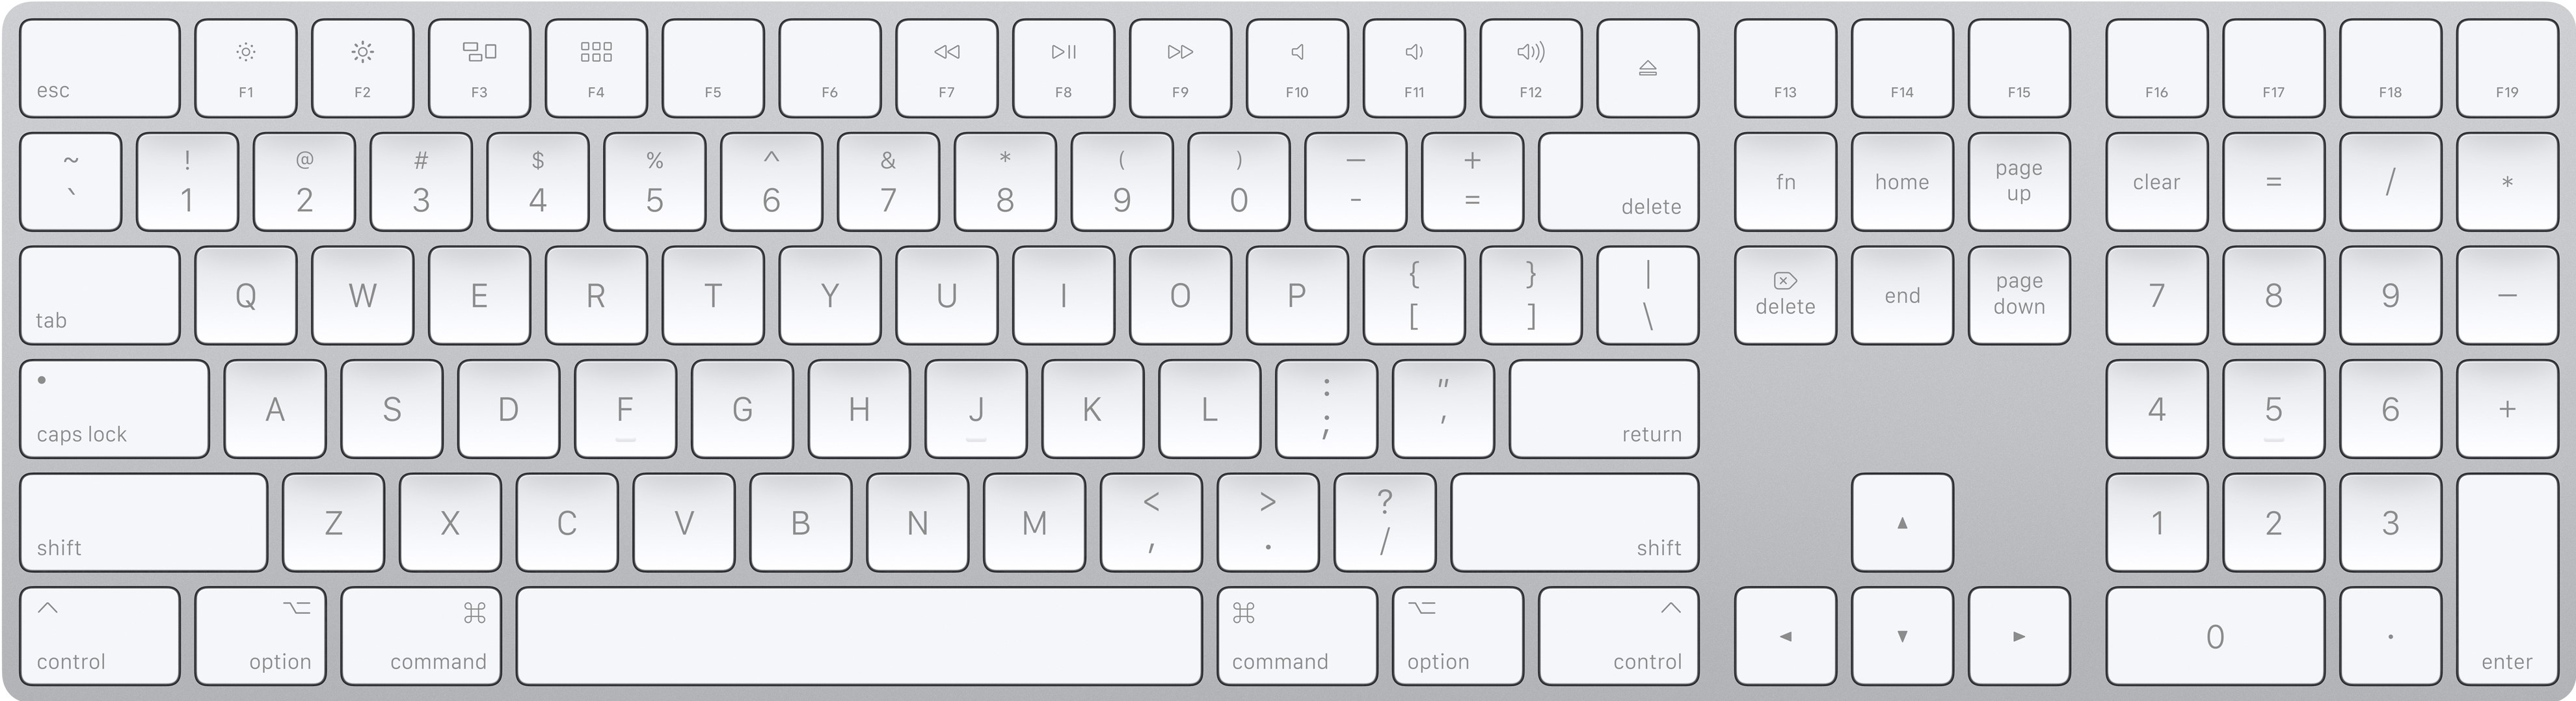 esc F1 F2 F3 F4 F5 F6 F7 F8 F9 F10 F11 F12 ⏏ F13 F14 F15 F16 F17 F18 F19
~ ! @ # $ % ^ & * ( ) — +
` 1 2 3 4 5 6 7 8 9 0 - = delete fn home page up clear = / *
tab Q W E R T Y U I O P { [ } ] | \ ⌦ delete end page down 7 8 9 —
caps lock A S D F G H J K L : ; " ' return 4 5 6 +
shift Z X C V B N M < , > . ? / shift ▲ 1 2 3
^ control ⌥ option ⌘ command ⌘ command ⌥ option ^ control ◀ ▼ ▶ 0 . enter